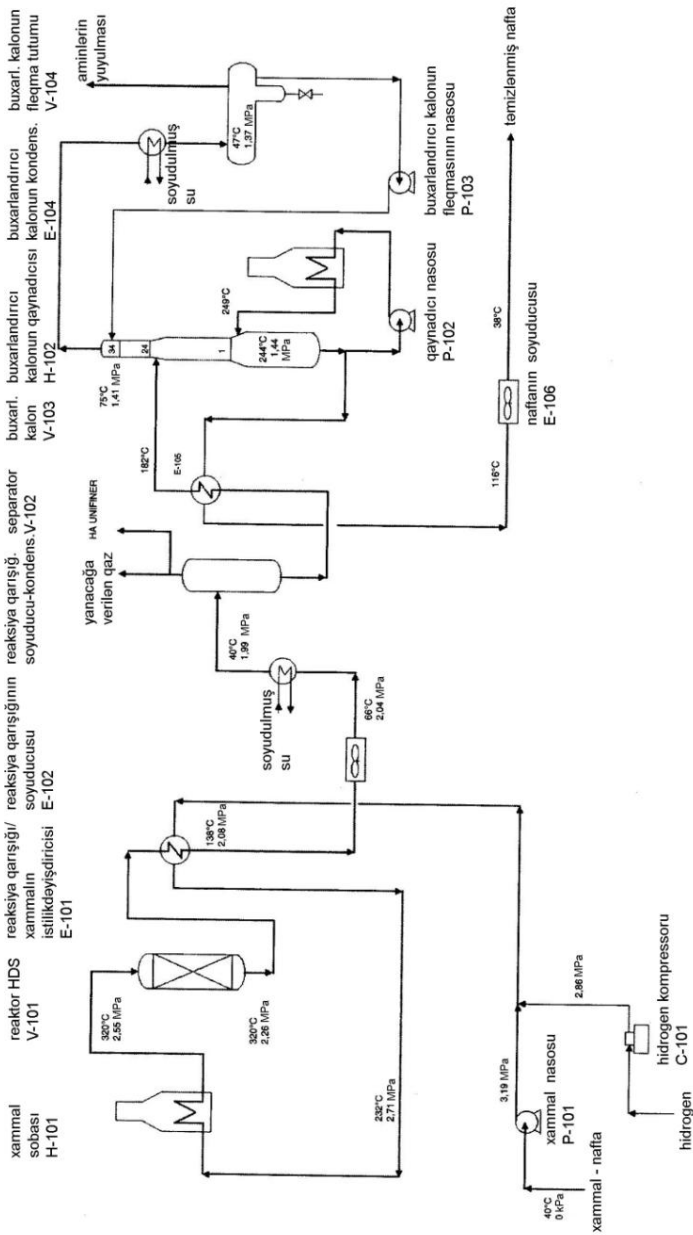 xammal
sobası
H-101
reaktor HDS
V-101
reaksiya qarışığı/
xammalın
istilikdəyişdiricisi
E-101
reaksiya qarışığının
soyuducusu
E-102
reaksiya qarışığ.
soyuducu-kondens.
separator
V-102
buxarl.
kalon
V-103
buxarlandırıcı
kalonun qaynadıcısı
H-102
buxarlandırıcı
kalonun kondens.
E-104
buxarl. kalonun
fleqma tutumu
V-104
aminlərin
yuyulması
yanacağa
verilən qaz
HA UNIFINER
320°C
2,55 MPa
320°C
2,26 MPa
138°C
2,08 MPa
232°C
2,71 MPa
soyudulmuş
su
66°C
2,04 MPa
40°C
1,99 MPa
E-105
182°C
75°C
1,41 MPa
34
24
1
244°C
1,44
MPa
249°C
soyudulmuş
su
47°C
1,37 MPa
qaynadıcı nasosu
P-102
buxarlandırıcı kalonun
fleqmasının nasosu
P-103
116°C
naftanın soyuducusu
E-106
38°C
təmizlənmiş nafta
40°C
0 kPa
xammal - nafta
xammal nasosu
P-101
3,19 MPa
2,86 MPa
hidrogen kompressoru
C-101
hidrogen